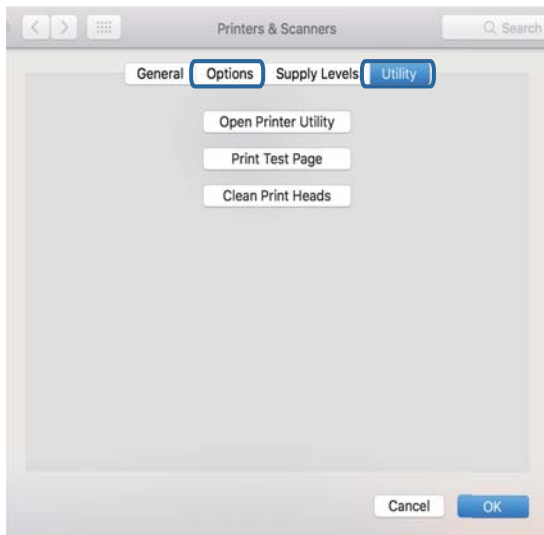 Printers & Scanners
Search
General Options Supply Levels Utility
Open Printer Utility
Print Test Page
Clean Print Heads
Cancel OK